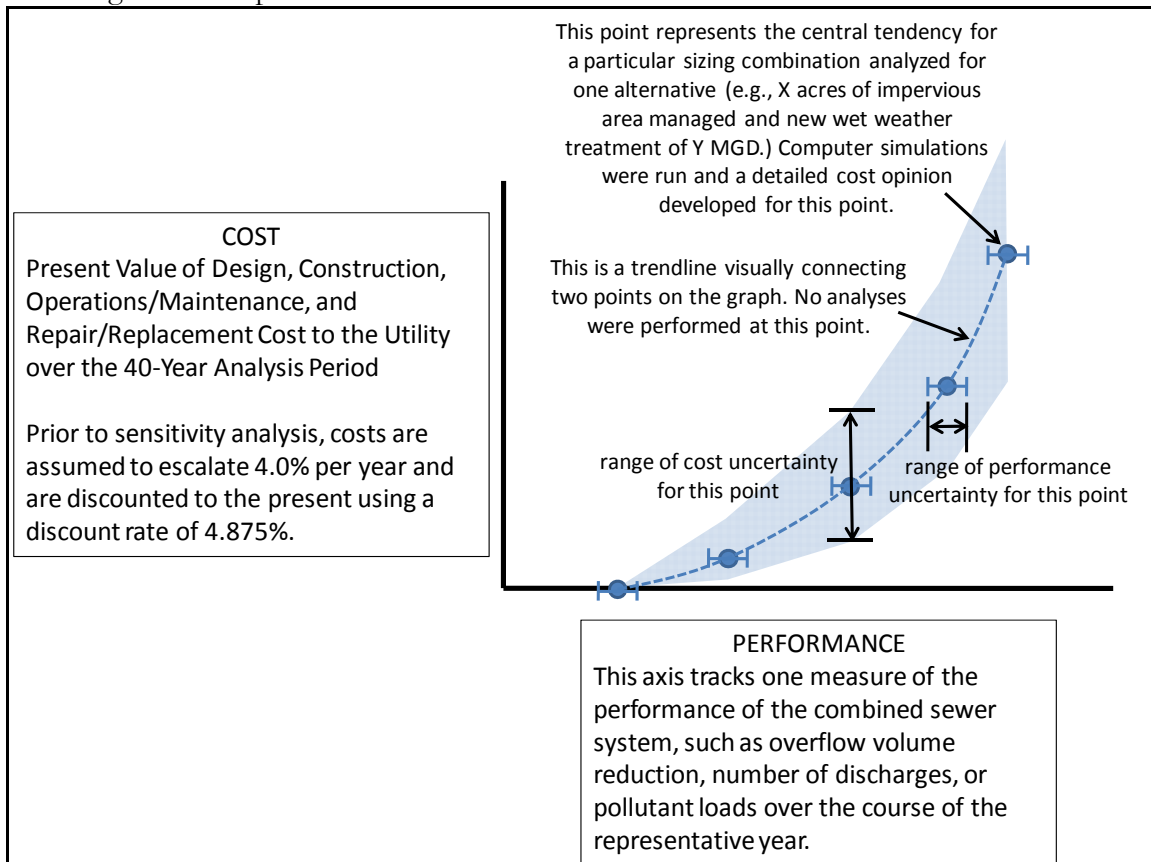 This point represents the central tendency for
a particular sizing combination analyzed for
one alternative (e.g., X acres of impervious
area managed and new wet weather
treatment of Y MGD.) Computer simulations
were run and a detailed cost opinion
developed for this point.
COST
Present Value of Design, Construction,
Operations/Maintenance, and
Repair/Replacement Cost to the Utility
over the 40-Year Analysis Period
Prior to sensitivity analysis, costs are
assumed to escalate 4.0% per year and
are discounted to the present using a
discount rate of 4.875%.
This is a trendline visually connecting
two points on the graph. No analyses
were performed at this point.
range of cost uncertainty
for this point
range of performance
uncertainty for this point
PERFORMANCE
This axis tracks one measure of the
performance of the combined sewer
system, such as overflow volume
reduction, number of discharges, or
pollutant loads over the course of the
representative year.